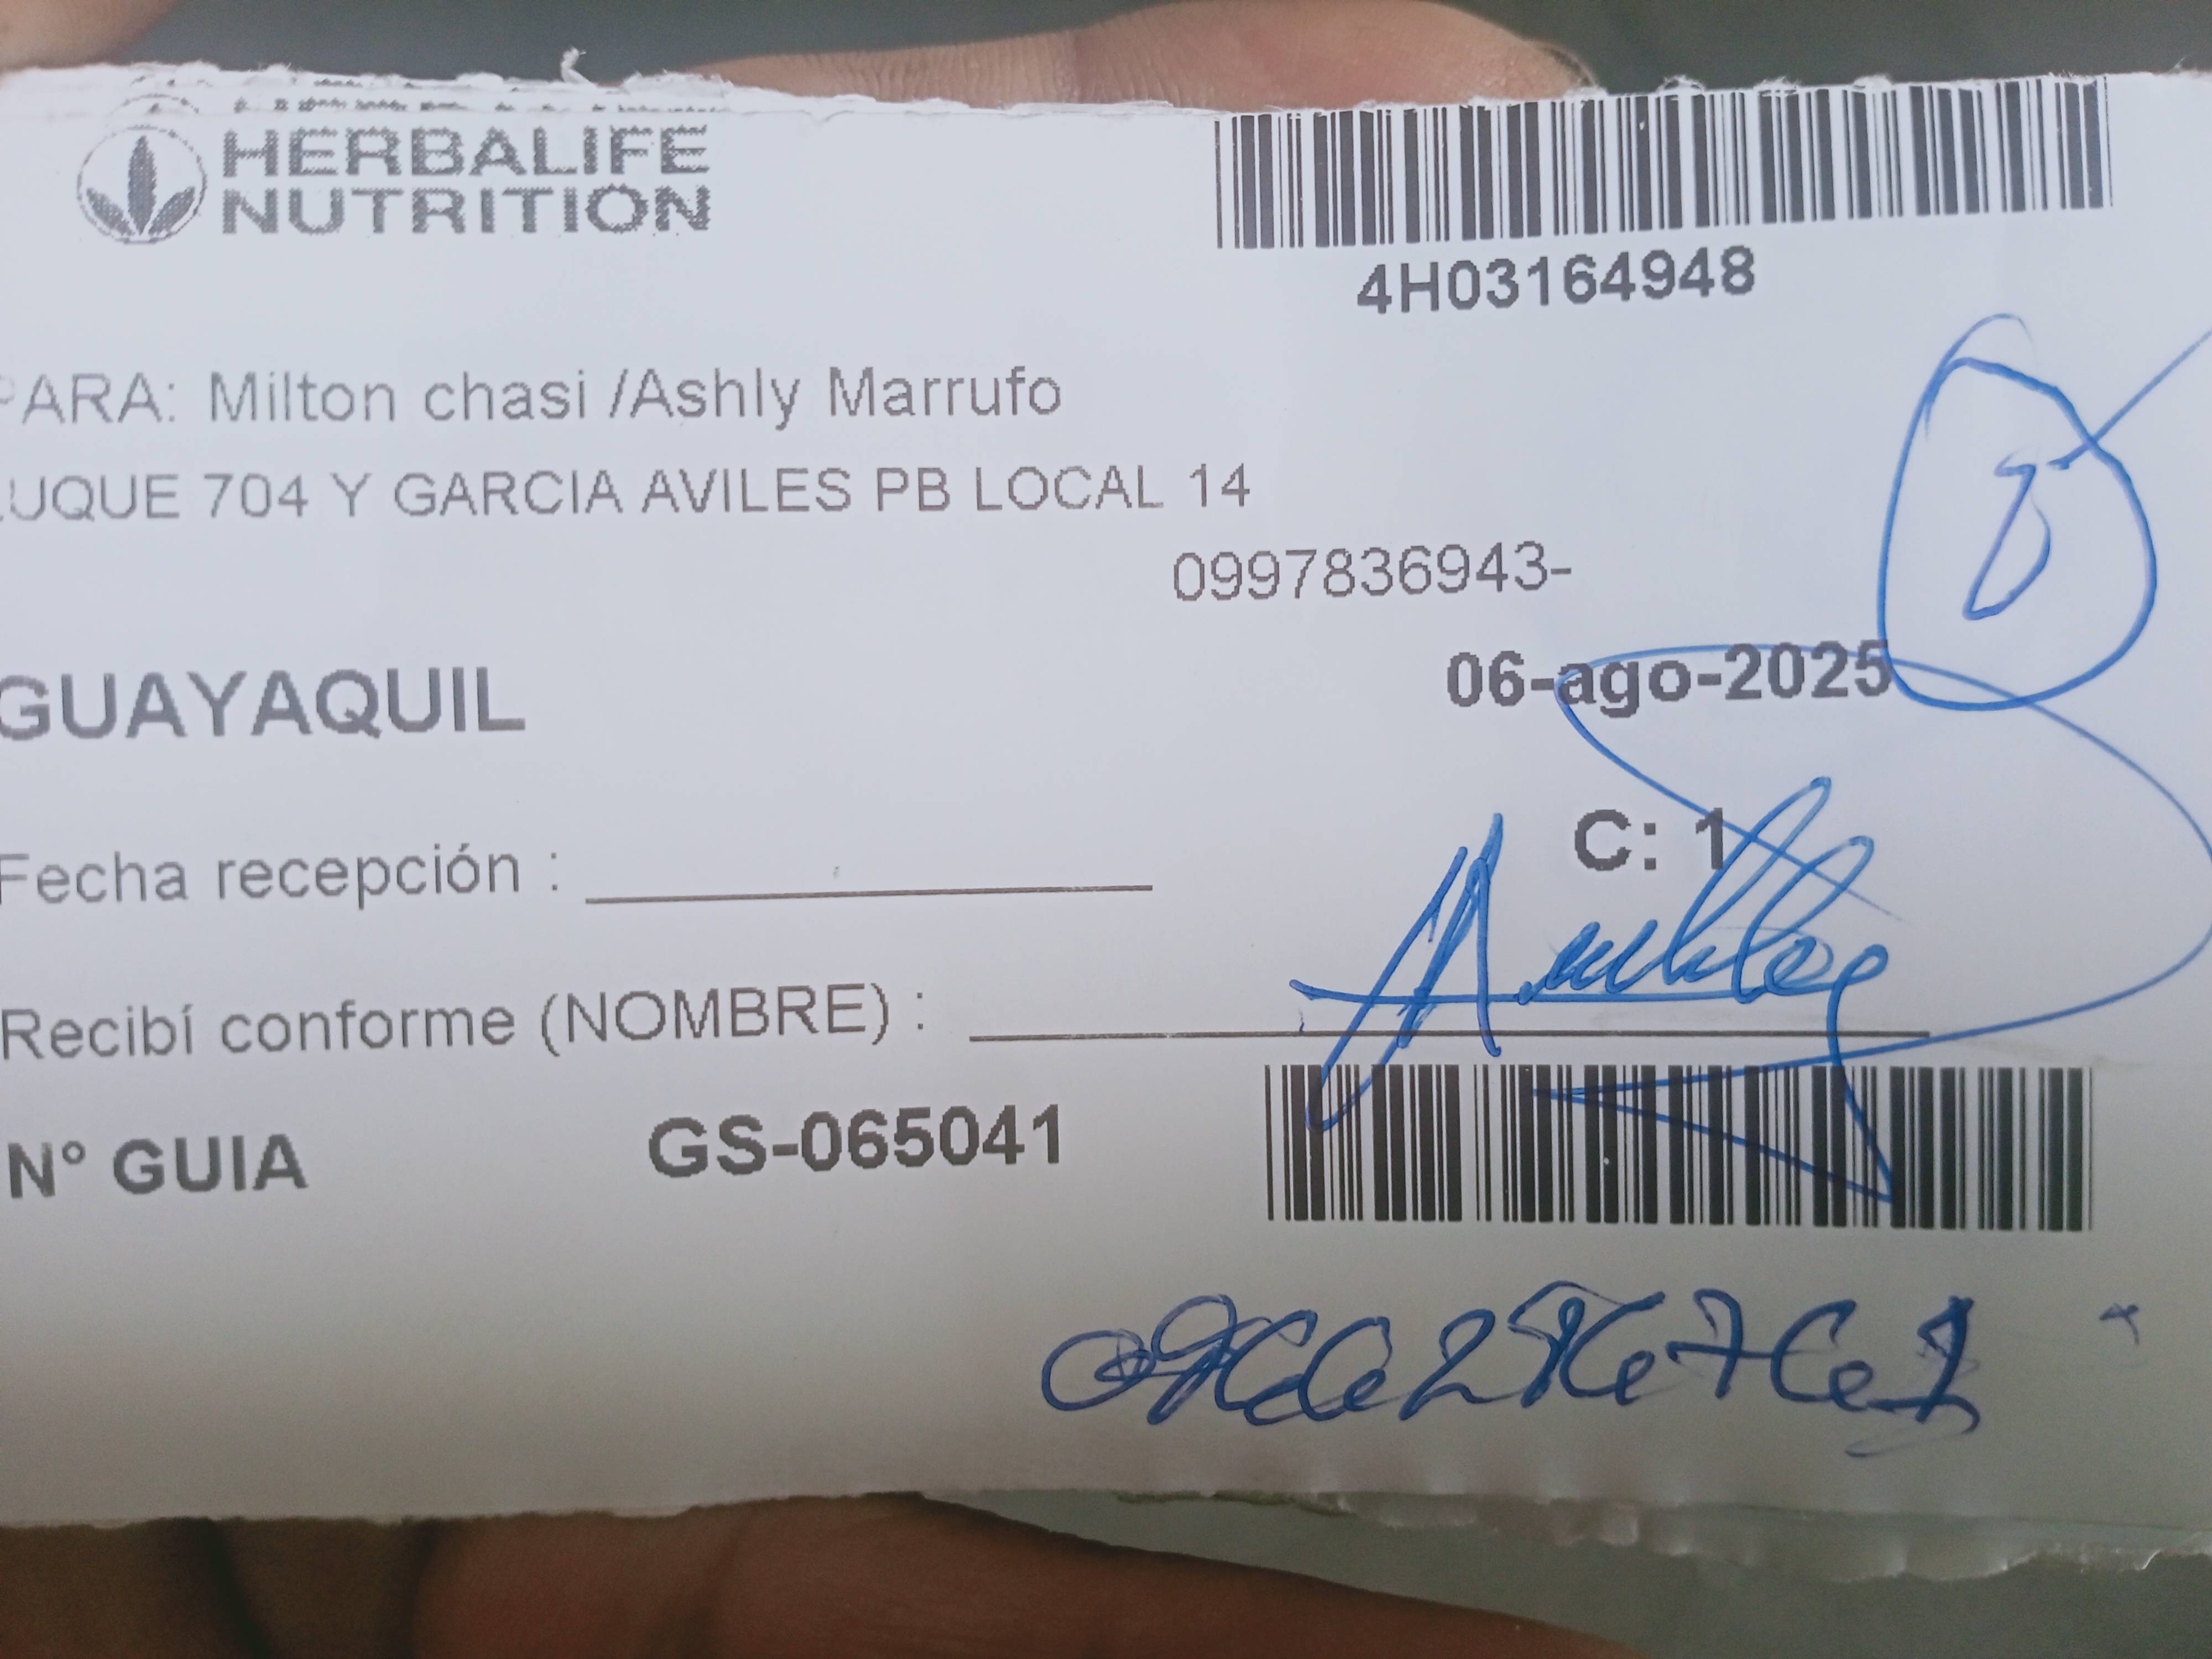 HERBALIFE
NUTRITION
4H03164948
PARA: Milton chasi /Ashly Marrufo
LUQUE 704 Y GARCIA AVILES PB LOCAL 14
0997836943-
GUAYAQUIL
06-ago-2025
C: 1
Fecha recepción :
Recibí conforme (NOMBRE) :
N° GUIA GS-065041